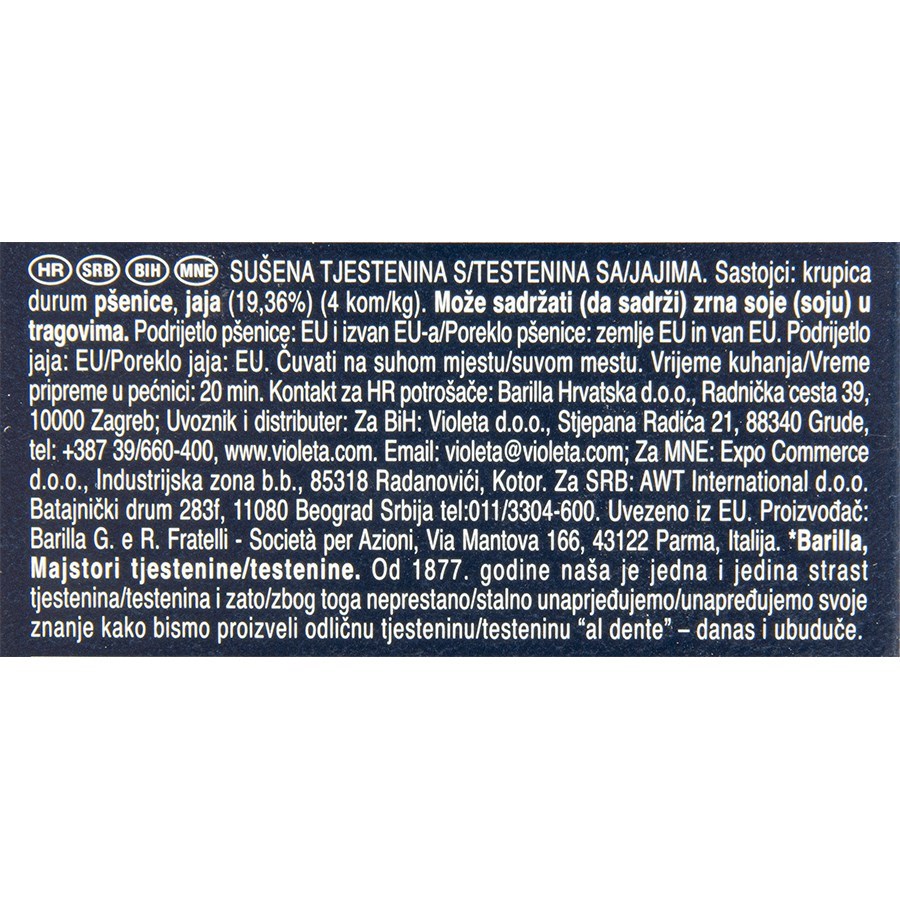 HR SRB BIH MNE SUŠENA TJESTENINA S/TESTENINA SA/JAJIMA. Sastojci: krupica
durum pšenice, jaja (19,36%) (4 kom/kg). Može sadržati (da sadrži) zrna soje (soju) u
tragovima. Podrijetlo pšenice: EU i izvan EU-a/Poreklo pšenice: zemlje EU in van EU. Podrijetlo
jaja: EU/Poreklo jaja: EU. Čuvati na suhom mjestu/suvom mestu. Vrijeme kuhanja/Vreme
pripreme u pećnici: 20 min. Kontakt za HR potrošače: Barilla Hrvatska d.o.o., Radnička cesta 39,
10000 Zagreb; Uvoznik i distributer: Za BiH: Violeta d.o.o., Stjepana Radića 21, 88340 Grude,
tel: +387 39/660-400, www.violeta.com. Email: violeta@violeta.com; Za MNE: Expo Commerce
d.o.o., Industrijska zona b.b., 85318 Radanovići, Kotor. Za SRB: AWT International d.o.o.
Batajnički drum 283f, 11080 Beograd Srbija tel:011/3304-600. Uvezeno iz EU. Proizvođač:
Barilla G. e R. Fratelli - Società per Azioni, Via Mantova 166, 43122 Parma, Italija. *Barilla,
Majstori tjestenine/testenine. Od 1877. godine naša je jedna i jedina strast
tjestenina/testenina i zato/zbog toga neprestano/stalno unaprjeđujemo/unapređujemo svoje
znanje kako bismo proizveli odličnu tjesteninu/testeninu “al dente” – danas i ubuduče.